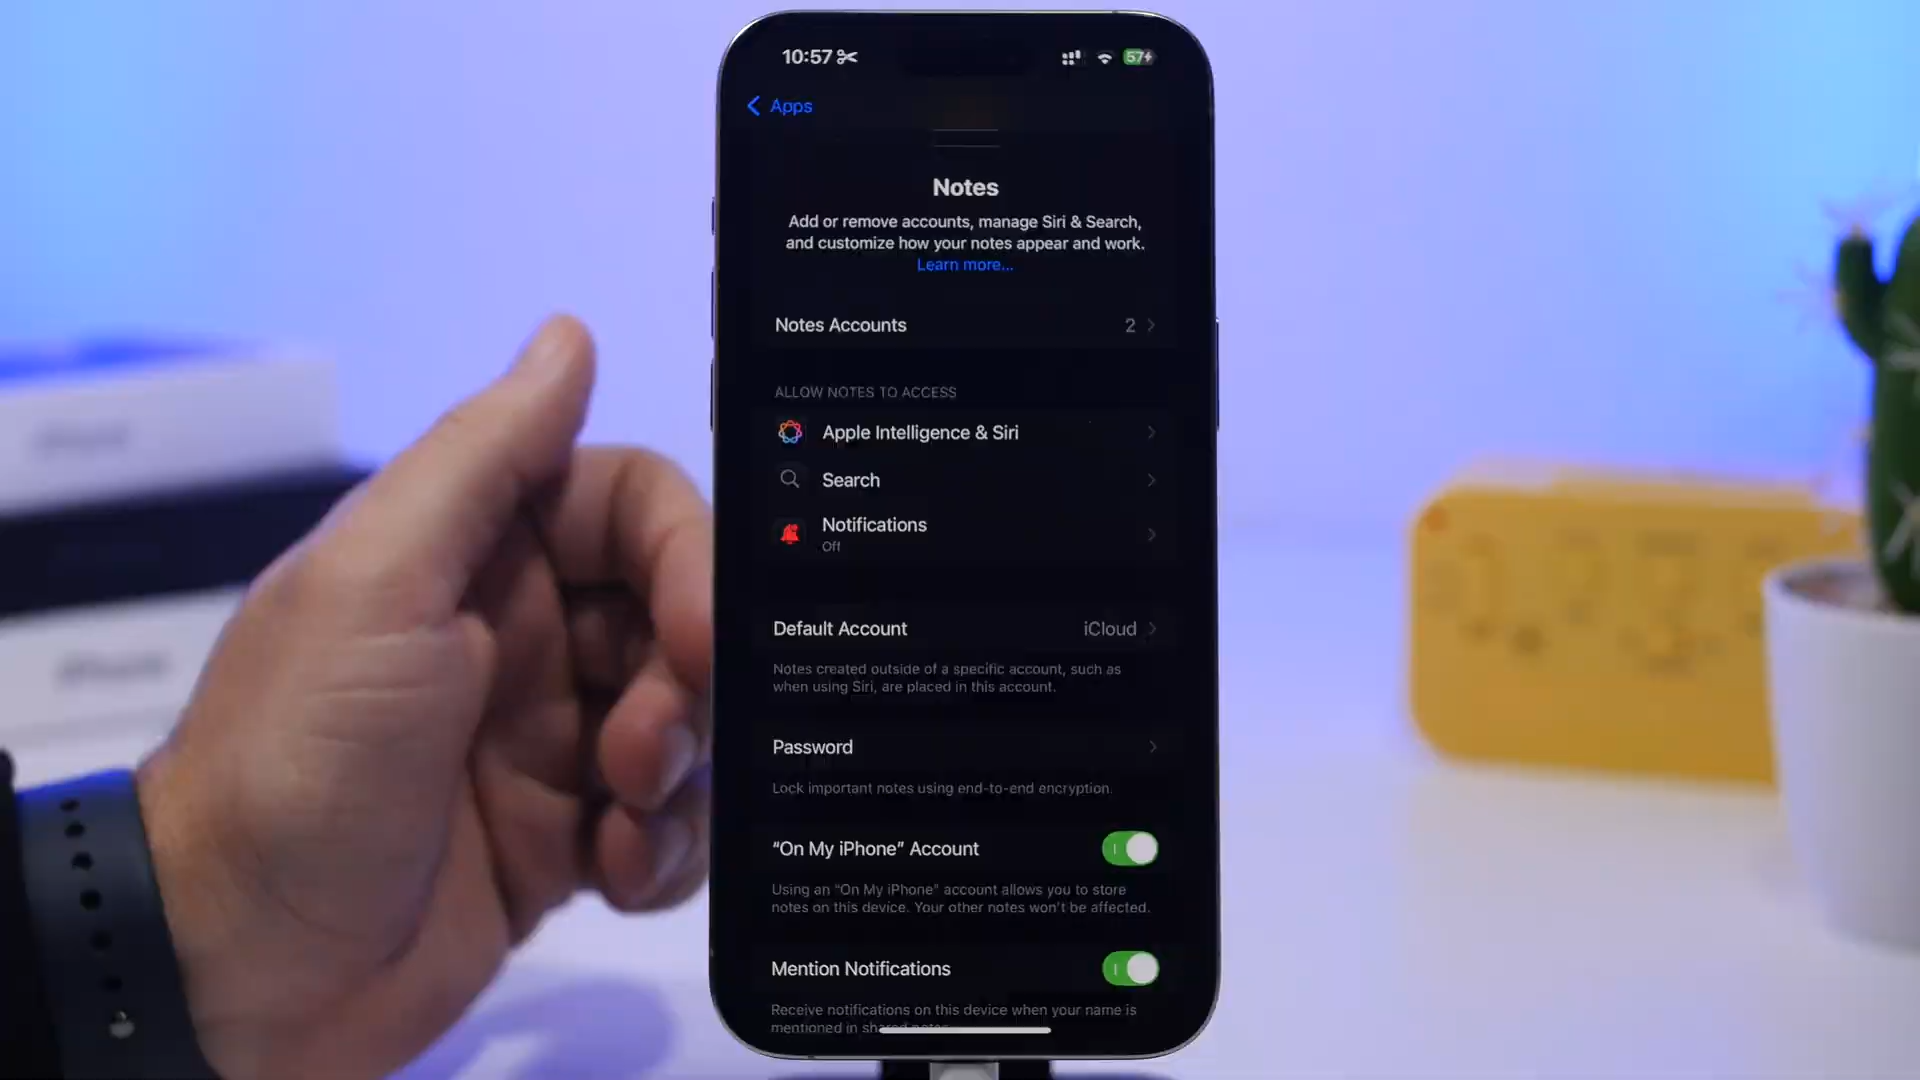 10:57
57
Apps
Notes
Add or remove accounts, manage Siri & Search,
and customize how your notes appear and work.
Learn more...
Notes Accounts 2
ALLOW NOTES TO ACCESS
Apple Intelligence & Siri
Search
Notifications
Off
Default Account iCloud
Notes created outside of a specific account, such as
when using Siri, are placed in this account.
Password
Lock important notes using end-to-end encryption.
“On My iPhone” Account
Using an “On My iPhone” account allows you to store
notes on this device. Your other notes won’t be affected.
Mention Notifications
Receive notifications on this device when your name is
mentioned in shared notes.
iPhone